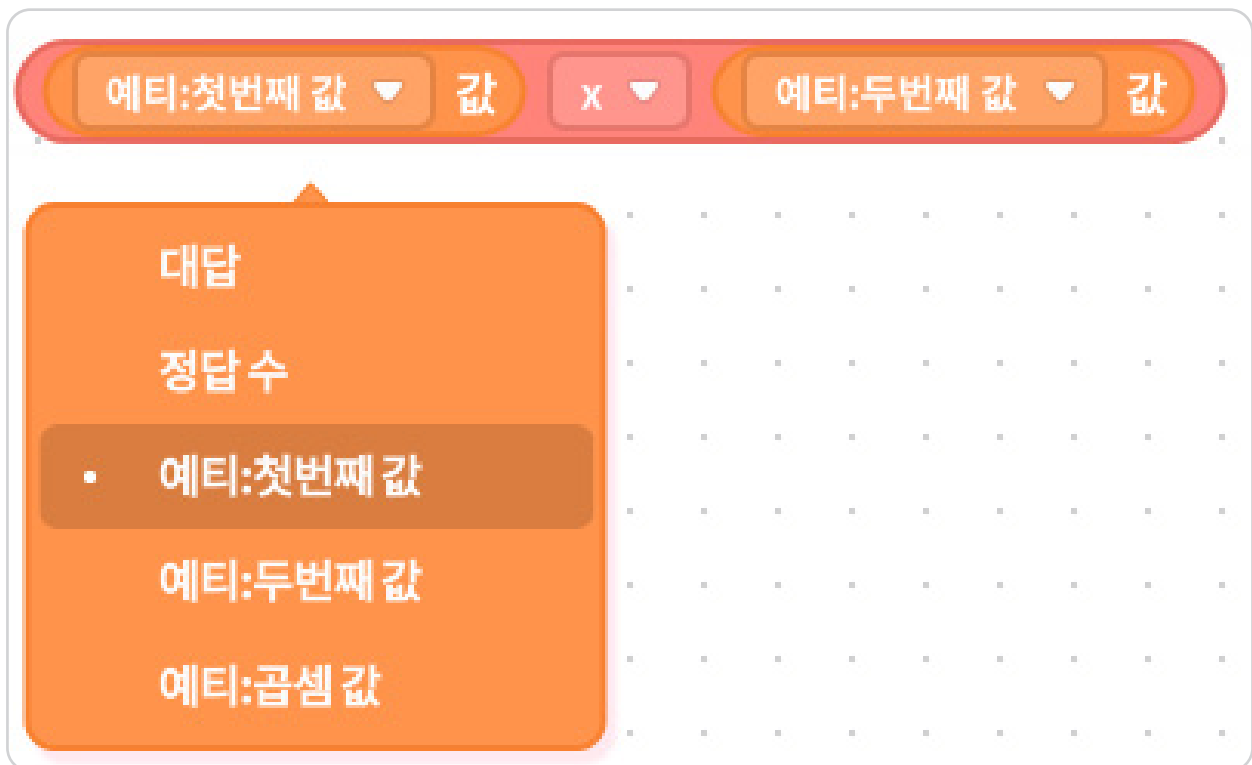 예티:첫번째 값 ▼ 값 x ▼ 예티:두번째 값 ▼ 값
대답
정답 수
예티:첫번째 값
예티:두번째 값
예티:곱셈 값